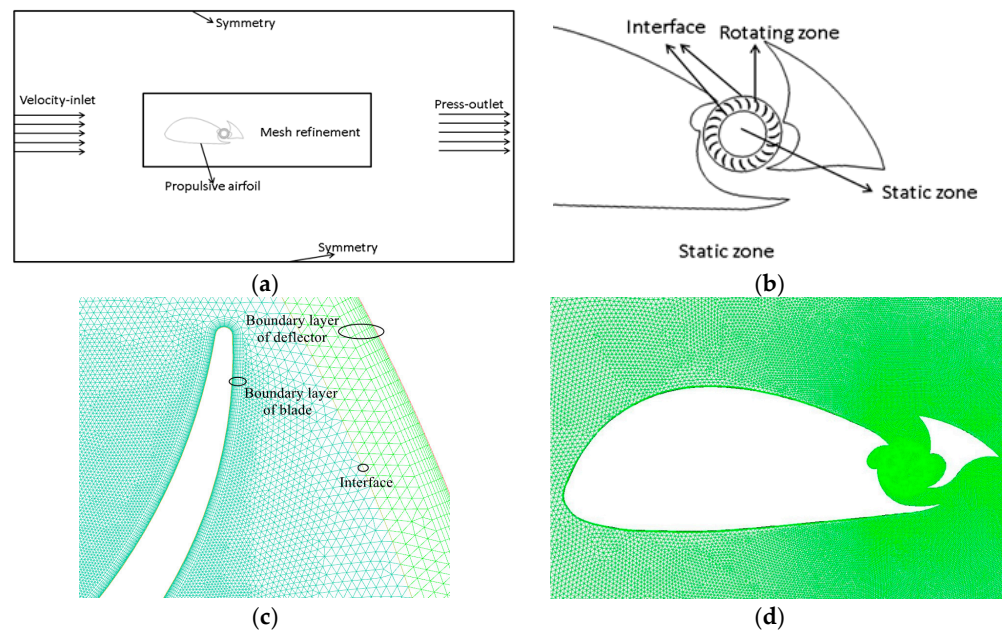 Symmetry
Velocity-inlet
Press-outlet
Mesh refinement
Propulsive airfoil
Symmetry
(a)
Interface
Rotating zone
Static zone
Static zone
(b)
Boundary layer
of deflector
Boundary layer
of blade
Interface
(c)
(d)